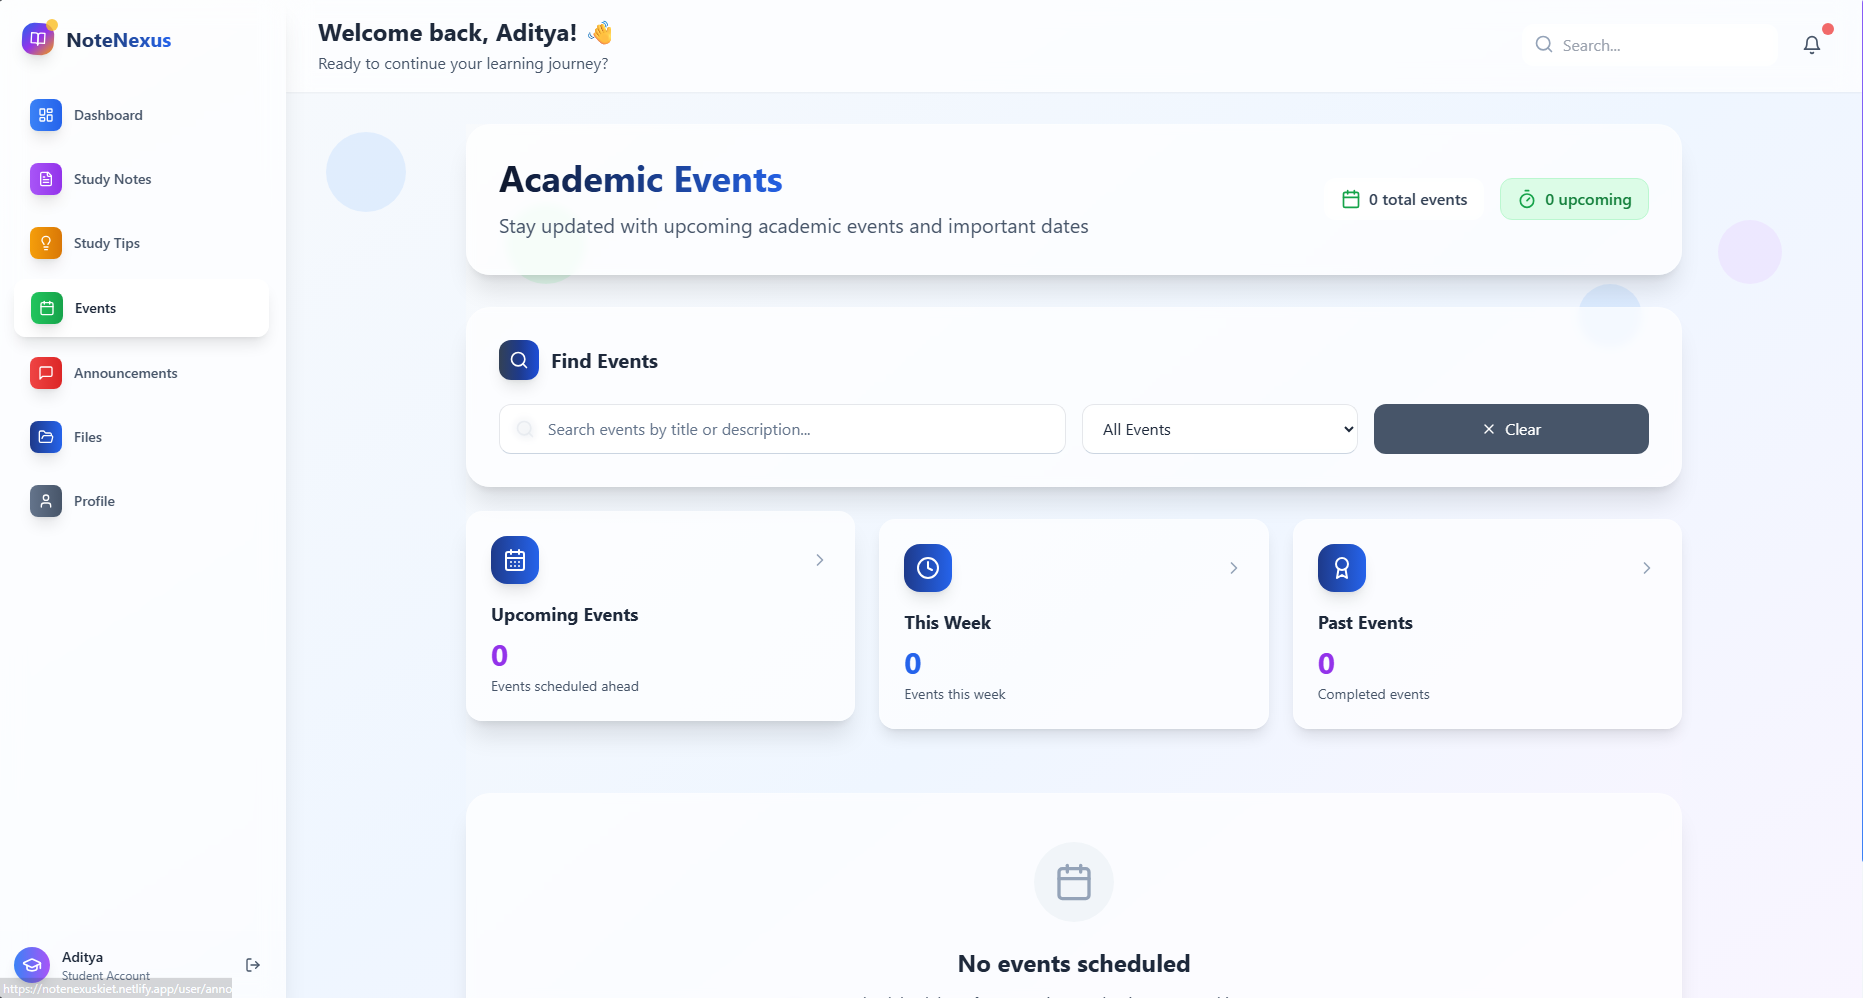 NoteNexus
Dashboard
Study Notes
Study Tips
Events
Announcements
Files
Profile
Aditya
Student Account
https://notenexuskiet.netlify.app/user/anno
Welcome back, Aditya! 👋
Ready to continue your learning journey?
Search...
Academic Events
Stay updated with upcoming academic events and important dates
0 total events
0 upcoming
Find Events
Search events by title or description...
All Events
Clear
Upcoming Events
0
Events scheduled ahead
This Week
0
Events this week
Past Events
0
Completed events
No events scheduled